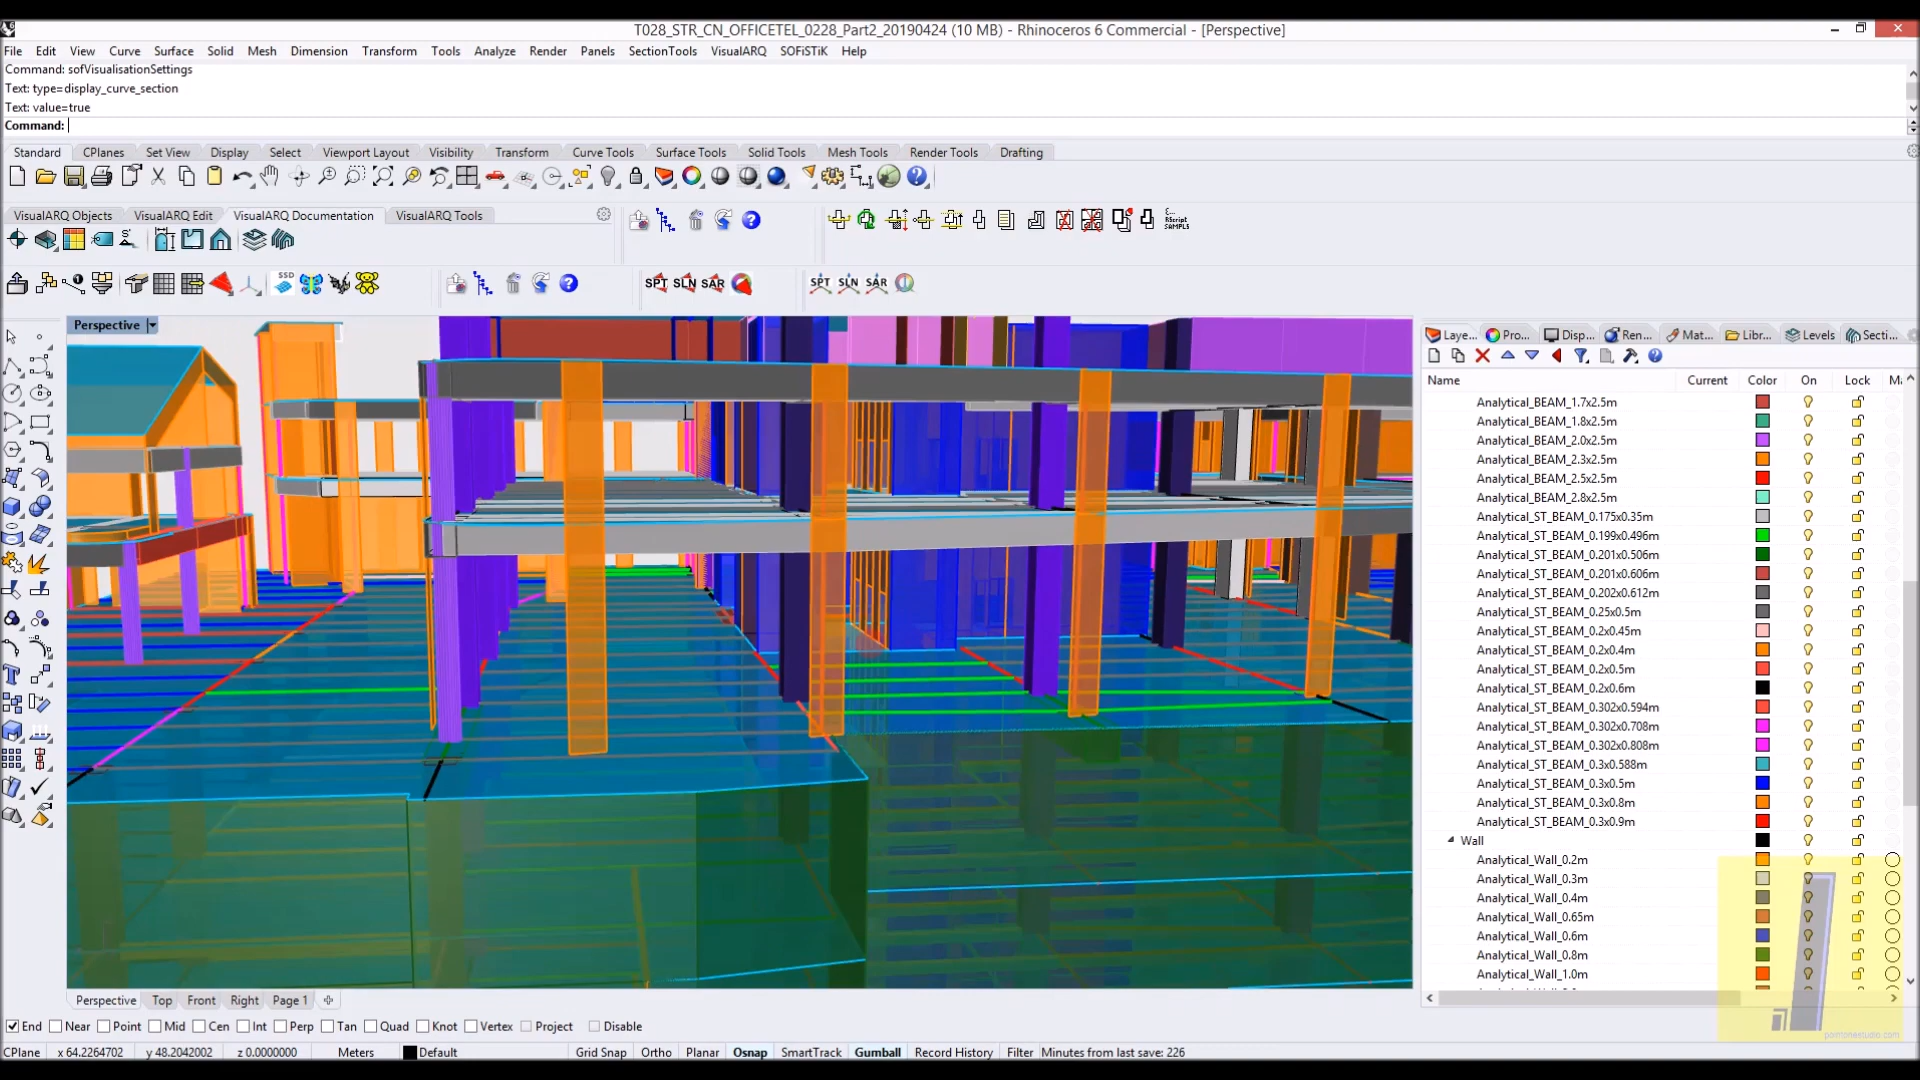 T028_STR_CN_OFFICETEL_0228_Part2_20190424 (10 MB) - Rhinoceros 6 Commercial - [Perspective]
File Edit View Curve Surface Solid Mesh Dimension Transform Tools Analyze Render Panels SectionTools VisualARQ SOFiSTiK Help
Command: sofVisualisationSettings
Text: type=display_curve_section
Text: value=true
Command:
Standard CPlanes Set View Display Select Viewport Layout Visibility Transform Curve Tools Surface Tools Solid Tools Mesh Tools Render Tools Drafting
VisualARQ Objects VisualARQ Edit VisualARQ Documentation VisualARQ Tools
RScript SAMPLS
SSD SPT SLN SAR SPT SLN SAR
Perspective
Laye... Pro... Disp... Ren... Mat... Libr... Levels Secti...
Name Current Color On Lock
Analytical_BEAM_1.7x2.5m
Analytical_BEAM_1.8x2.5m
Analytical_BEAM_2.0x2.5m
Analytical_BEAM_2.3x2.5m
Analytical_BEAM_2.5x2.5m
Analytical_BEAM_2.8x2.5m
Analytical_ST_BEAM_0.175x0.35m
Analytical_ST_BEAM_0.199x0.496m
Analytical_ST_BEAM_0.201x0.506m
Analytical_ST_BEAM_0.201x0.606m
Analytical_ST_BEAM_0.202x0.612m
Analytical_ST_BEAM_0.25x0.5m
Analytical_ST_BEAM_0.2x0.45m
Analytical_ST_BEAM_0.2x0.4m
Analytical_ST_BEAM_0.2x0.5m
Analytical_ST_BEAM_0.2x0.6m
Analytical_ST_BEAM_0.302x0.594m
Analytical_ST_BEAM_0.302x0.708m
Analytical_ST_BEAM_0.302x0.808m
Analytical_ST_BEAM_0.3x0.588m
Analytical_ST_BEAM_0.3x0.5m
Analytical_ST_BEAM_0.3x0.8m
Analytical_ST_BEAM_0.3x0.9m
Wall
Analytical_Wall_0.2m
Analytical_Wall_0.3m
Analytical_Wall_0.4m
Analytical_Wall_0.65m
Analytical_Wall_0.6m
Analytical_Wall_0.8m
Analytical_Wall_1.0m
Perspective Top Front Right Page 1
End Near Point Mid Cen Int Perp Tan Quad Knot Vertex Project Disable
CPlane x 64.2264702 y 48.2042002 z 0.0000000 Meters Default Grid Snap Ortho Planar Osnap SmartTrack Gumball Record History Filter Minutes from last save: 226